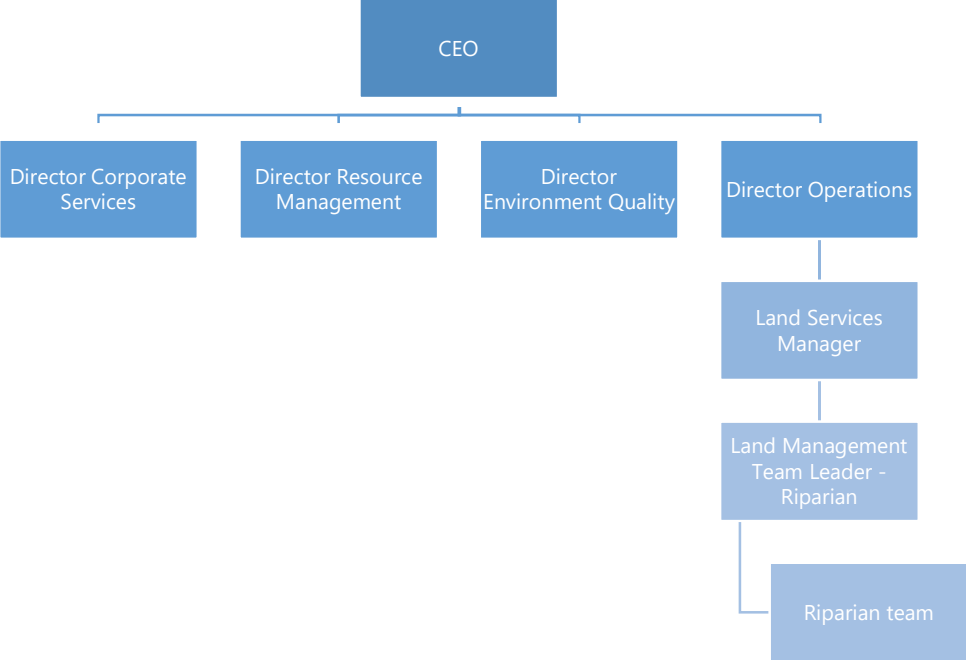 CEO
Director Corporate
Services
Director Resource
Management
Director
Environment Quality
Director Operations
Land Services
Manager
Land Management
Team Leader -
Riparian
Riparian team